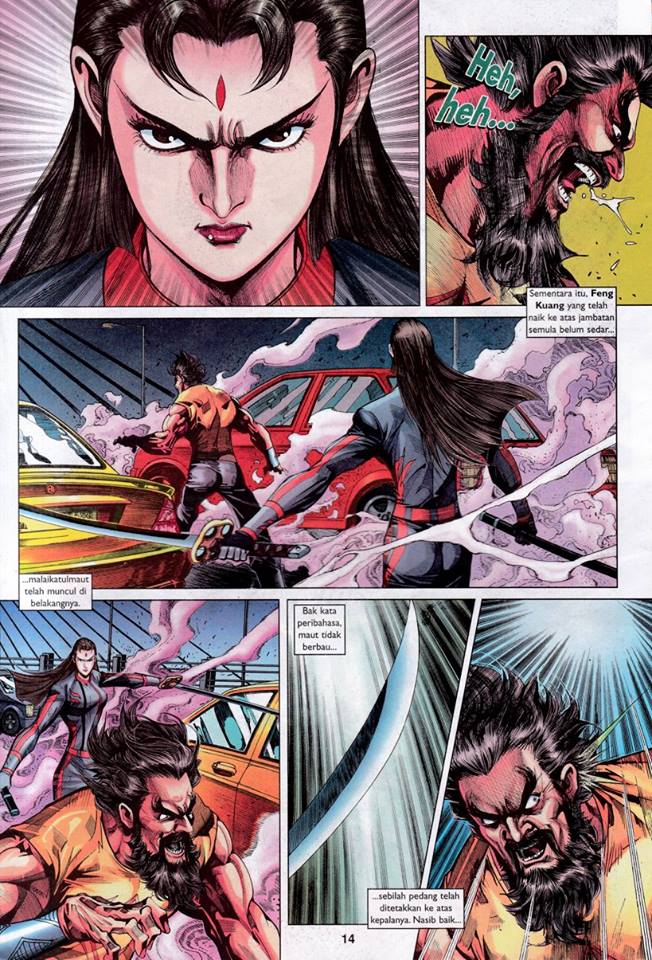 Heh,
heh...
Sementara itu, Feng
Kuang yang telah
naik ke atas jambatan
semula belum sedar...
...malaikatulmaut
telah muncul di
belakangnya.
Bak kata
peribahasa,
maut tidak
berbau...
...sebilah pedang telah
ditetakkan ke atas
kepalanya. Nasib baik...
14